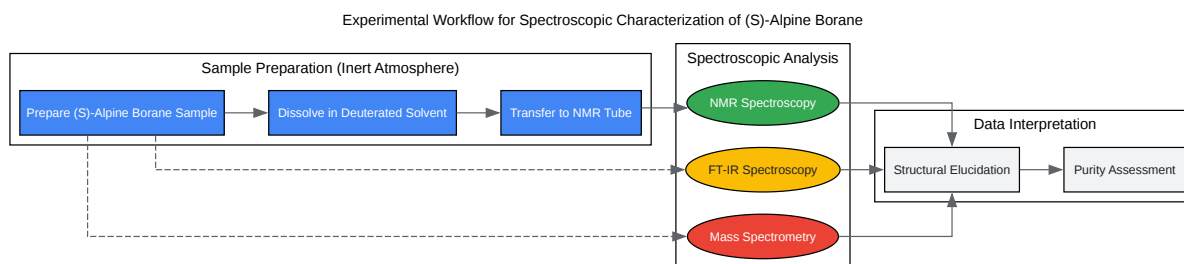 Experimental Workflow for Spectroscopic Characterization of (S)-Alpine Borane
Sample Preparation (Inert Atmosphere)
Prepare (S)-Alpine Borane Sample
Dissolve in Deuterated Solvent
Transfer to NMR Tube
Spectroscopic Analysis
NMR Spectroscopy
FT-IR Spectroscopy
Mass Spectrometry
Data Interpretation
Structural Elucidation
Purity Assessment